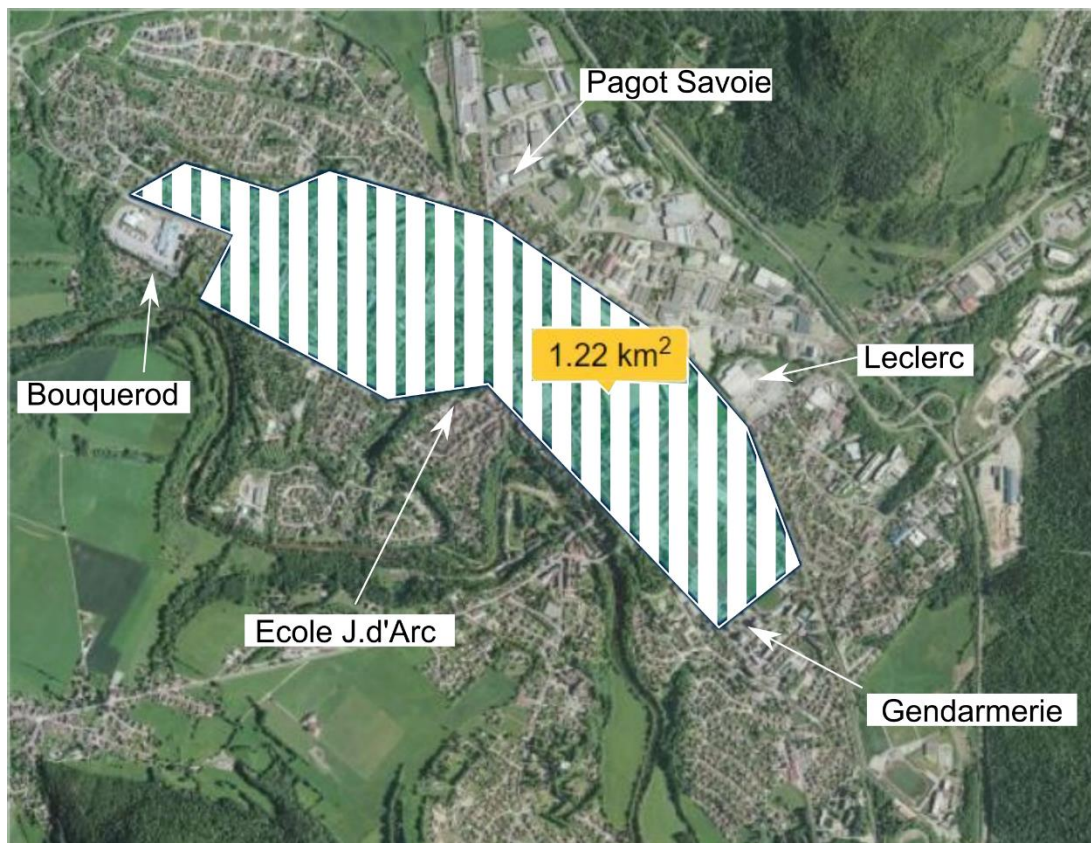 Pagot Savoie
1.22 km²
Leclerc
Bouquerod
Ecole J.d'Arc
Gendarmerie